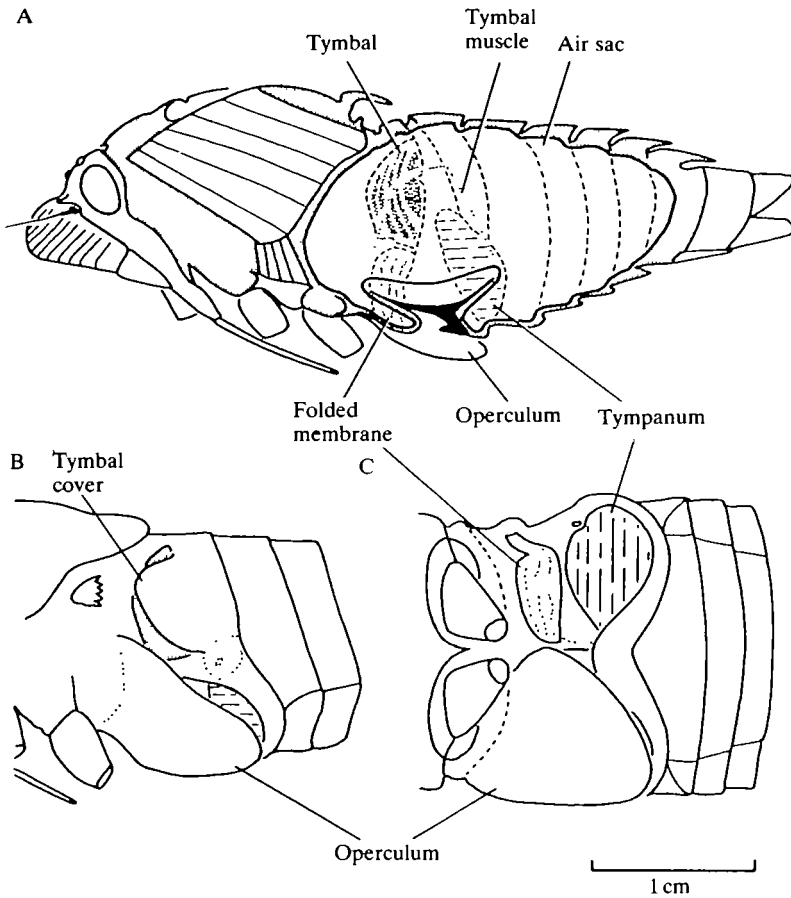 A
Tymbal
Tymbal
muscle
Air sac
Folded
membrane
Operculum
Tympanum
B
Tymbal
cover
C
Operculum
1 cm